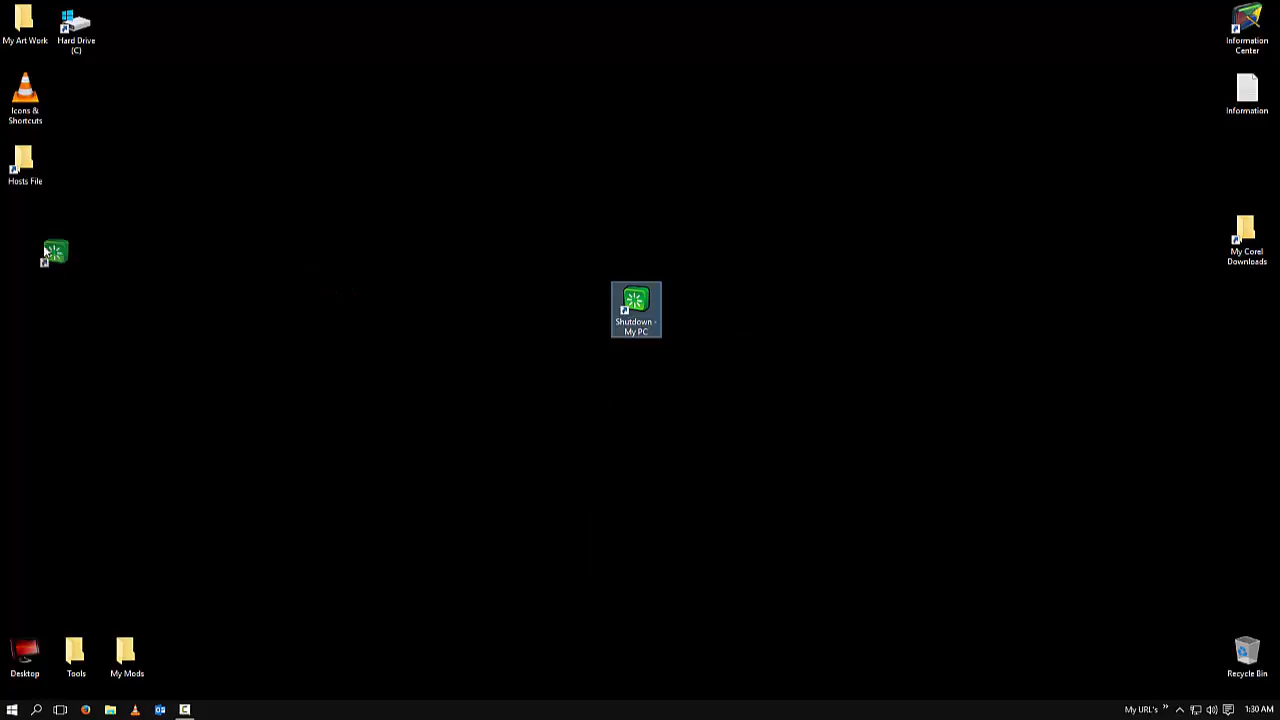 My Art Work
Hard Drive
(C)
Information
Center
Icons &
Shortcuts
Information
Hosts File
My Corel
Downloads
Shutdown -
My PC
Desktop
Tools
My Mods
Recycle Bin
My URL's
1:30 AM